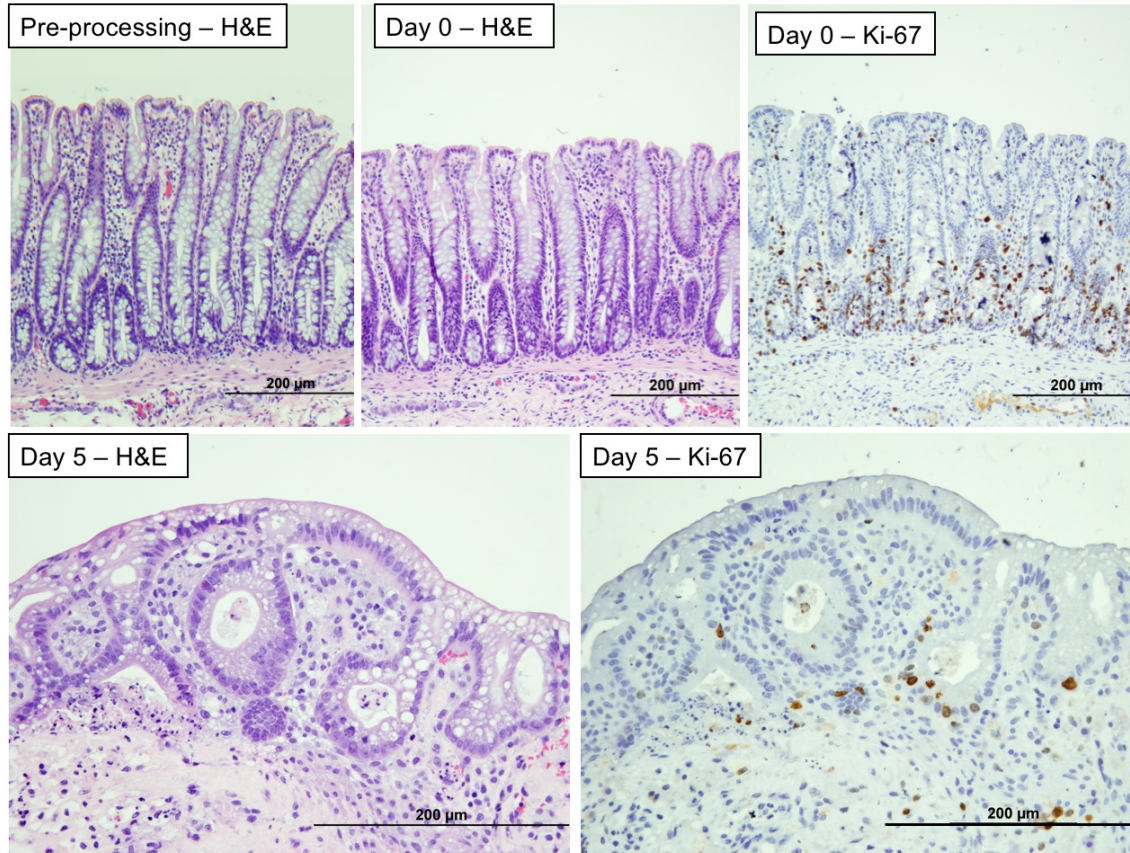 Pre-processing – H&E
Day 0 – H&E
Day 0 – Ki-67
200 µm
200 µm
200 µm
Day 5 – H&E
Day 5 – Ki-67
200 µm
200 µm